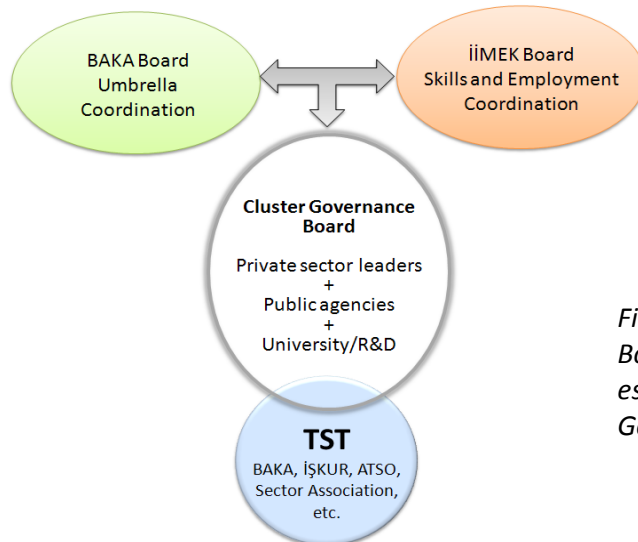 BAKA Board
Umbrella
Coordination
İİMEK Board
Skills and Employment
Coordination
Cluster Governance
Board
Private sector leaders
+
Public agencies
+
University/R&D
TST
BAKA, İŞKUR, ATSO,
Sector Association,
etc.